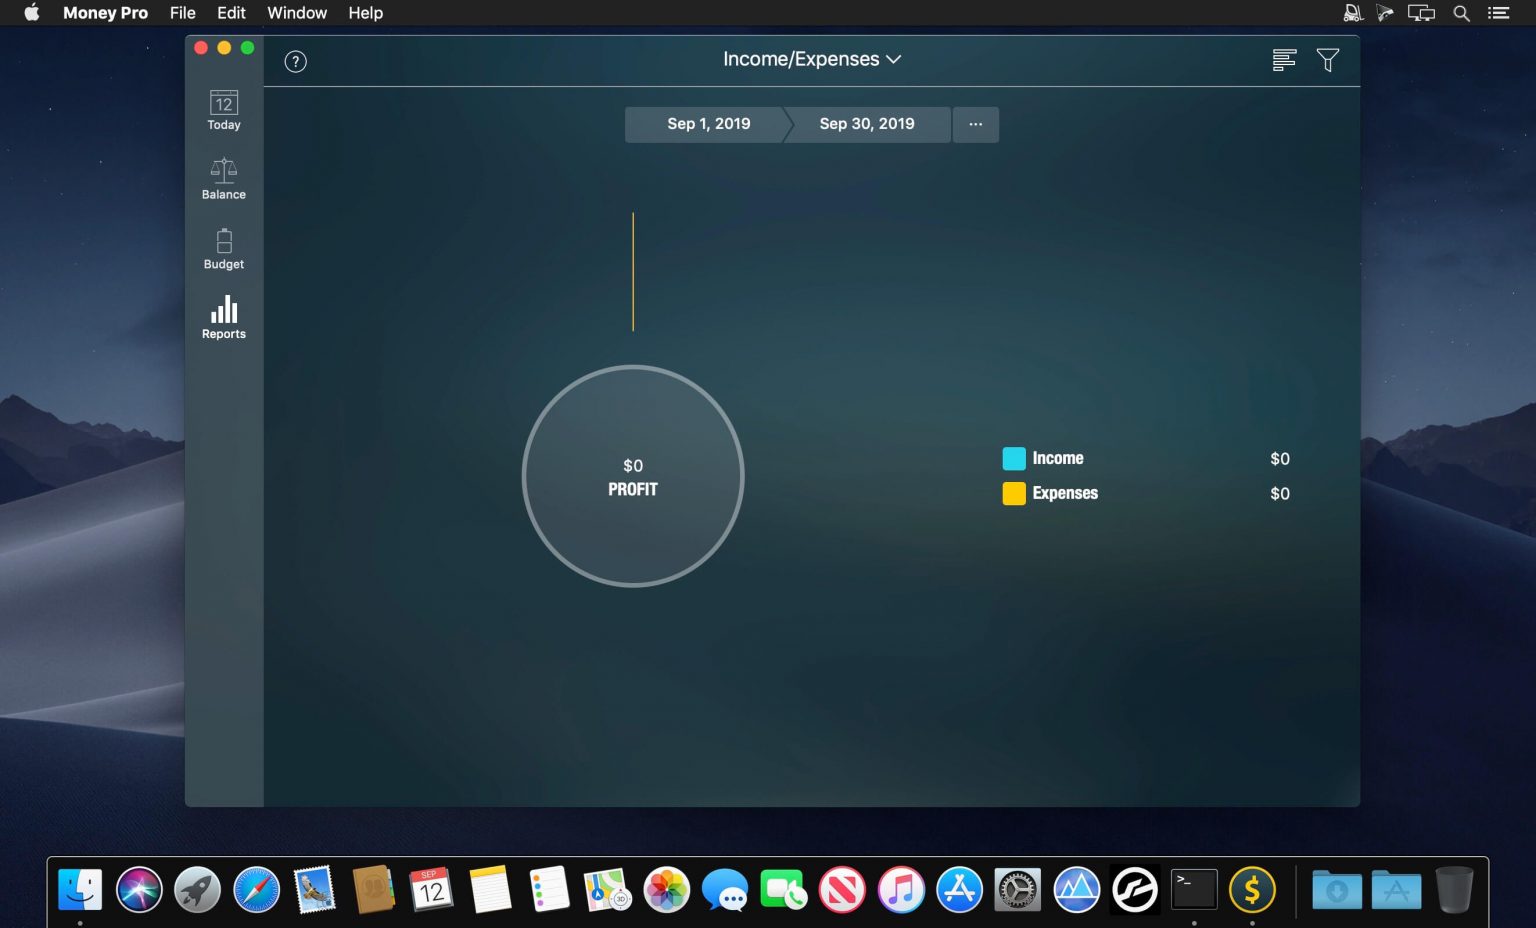 Money Pro File Edit Window Help
?
Income/Expenses
12
Today
Sep 1, 2019
Sep 30, 2019
...
Balance
Budget
Reports
$0
PROFIT
Income $0
Expenses $0
SEP
12
3D
>_
$